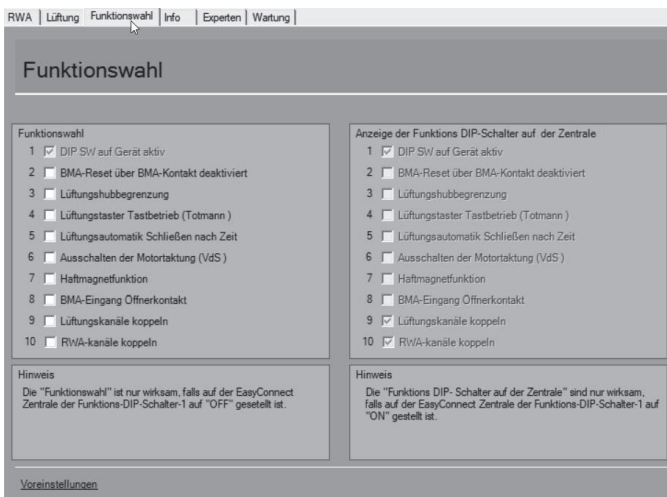 RWA Lüftung Funktionswahl Info Experten Wartung
Funktionswahl
Funktionswahl
1 DIP SW auf Gerät aktiv
2 BMA-Reset über BMA-Kontakt deaktiviert
3 Lüftungshubbegrenzung
4 Lüftungstaster Tastbetrieb (Totmann )
5 Lüftungsautomatik Schließen nach Zeit
6 Ausschalten der Motortaktung (VdS )
7 Haftmagnetfunktion
8 BMA-Eingang Öffnerkontakt
9 Lüftungskanäle koppeln
10 RWA-kanäle koppeln
Hinweis
Die "Funktionswahl" ist nur wirksam, falls auf der EasyConnect
Zentrale der Funktions-DIP-Schalter-1 auf "OFF" gesetellt ist.
Anzeige der Funktions DIP-Schalter auf der Zentrale
1 DIP SW auf Gerät aktiv
2 BMA-Reset über BMA-Kontakt deaktiviert
3 Lüftungshubbegrenzung
4 Lüftungstaster Tastbetrieb (Totmann )
5 Lüftungsautomatik Schließen nach Zeit
6 Ausschalten der Motortaktung (VdS )
7 Haftmagnetfunktion
8 BMA-Eingang Öffnerkontakt
9 Lüftungskanäle koppeln
10 RWA-kanäle koppeln
Hinweis
Die "Funktions DIP- Schalter auf der Zentrale" sind nur wirksam,
falls auf der EasyConnect Zentrale der Funktions-DIP-Schalter-1 auf
"ON" gestellt ist.
Voreinstellungen